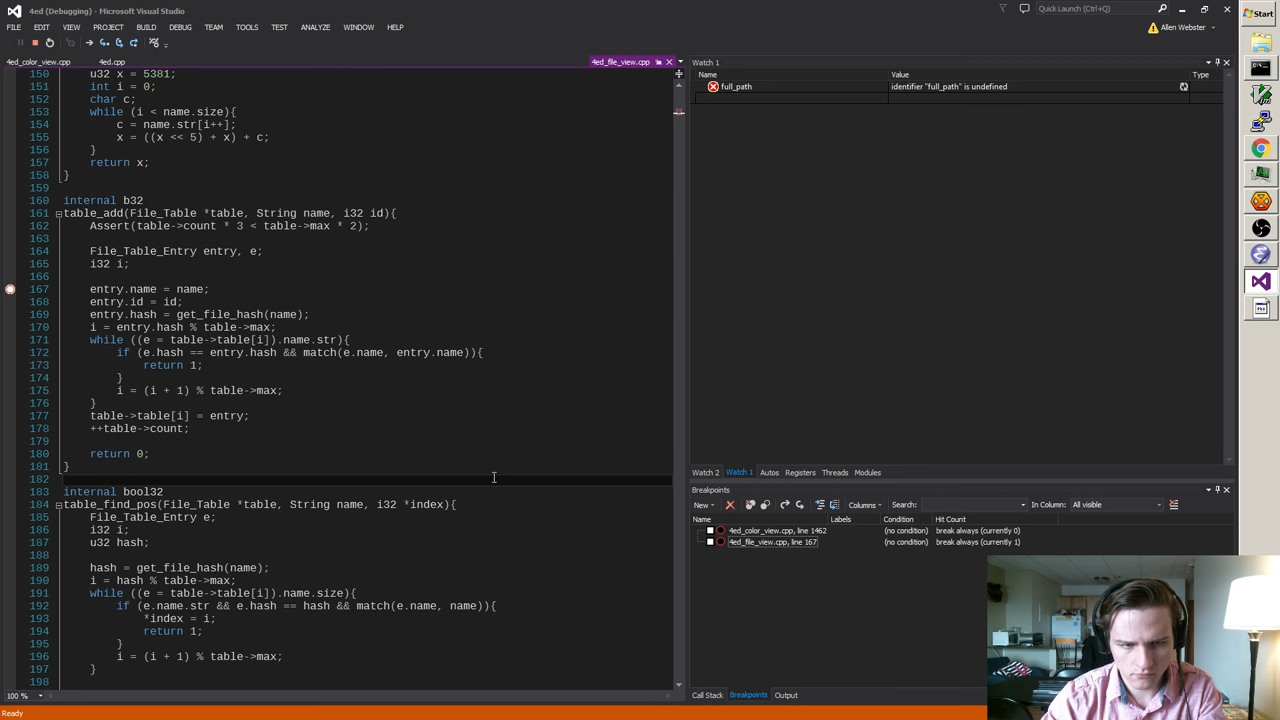 4ed (Debugging) - Microsoft Visual Studio
Quick Launch (Ctrl+Q)
Start
FILE EDIT VIEW PROJECT BUILD DEBUG TEAM TOOLS TEST ANALYZE WINDOW HELP
Allen Webster
4ed_color_view.cpp 4ed.cpp 4ed_file_view.cpp
150 u32 x = 5381;
151 int i = 0;
152 char c;
153 while (i < name.size){
154 c = name.str[i++];
155 x = ((x << 5) + x) + c;
156 }
157 return x;
158 }
159
160 internal b32
161 table_add(File_Table *table, String name, i32 id){
162 Assert(table->count * 3 < table->max * 2);
163
164 File_Table_Entry entry, e;
165 i32 i;
166
167 entry.name = name;
168 entry.id = id;
169 entry.hash = get_file_hash(name);
170 i = entry.hash % table->max;
171 while ((e = table->table[i]).name.str){
172 if (e.hash == entry.hash && match(e.name, entry.name)){
173 return 1;
174 }
175 i = (i + 1) % table->max;
176 }
177 table->table[i] = entry;
178 ++table->count;
179
180 return 0;
181 }
182
183 internal bool32
184 table_find_pos(File_Table *table, String name, i32 *index){
185 File_Table_Entry e;
186 i32 i;
187 u32 hash;
188
189 hash = get_file_hash(name);
190 i = hash % table->max;
191 while ((e = table->table[i]).name.size){
192 if (e.name.str && e.hash == hash && match(e.name, name)){
193 *index = i;
194 return 1;
195 }
196 i = (i + 1) % table->max;
197 }
198
100 %
Ready
Watch 1
Name Value Type
full_path identifier "full_path" is undefined
Watch 2 Watch 1 Autos Registers Threads Modules
Breakpoints
New Columns Search: In Column: All visible
Name Labels Condition Hit Count
4ed_color_view.cpp, line 1462 (no condition) break always (currently 0)
4ed_file_view.cpp, line 167 (no condition) break always (currently 1)
Call Stack Breakpoints Output